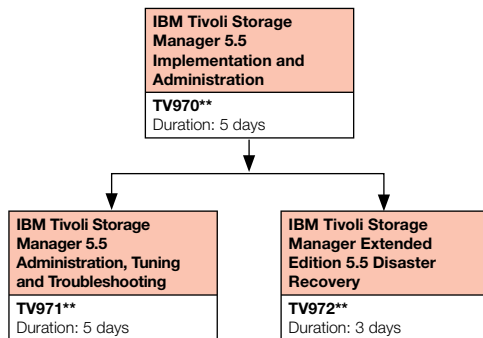 IBM Tivoli Storage
Manager 5.5
Implementation and
Administration
TV970**
Duration: 5 days
IBM Tivoli Storage
Manager 5.5
Administration, Tuning
and Troubleshooting
TV971**
Duration: 5 days
IBM Tivoli Storage
Manager Extended
Edition 5.5 Disaster
Recovery
TV972**
Duration: 3 days